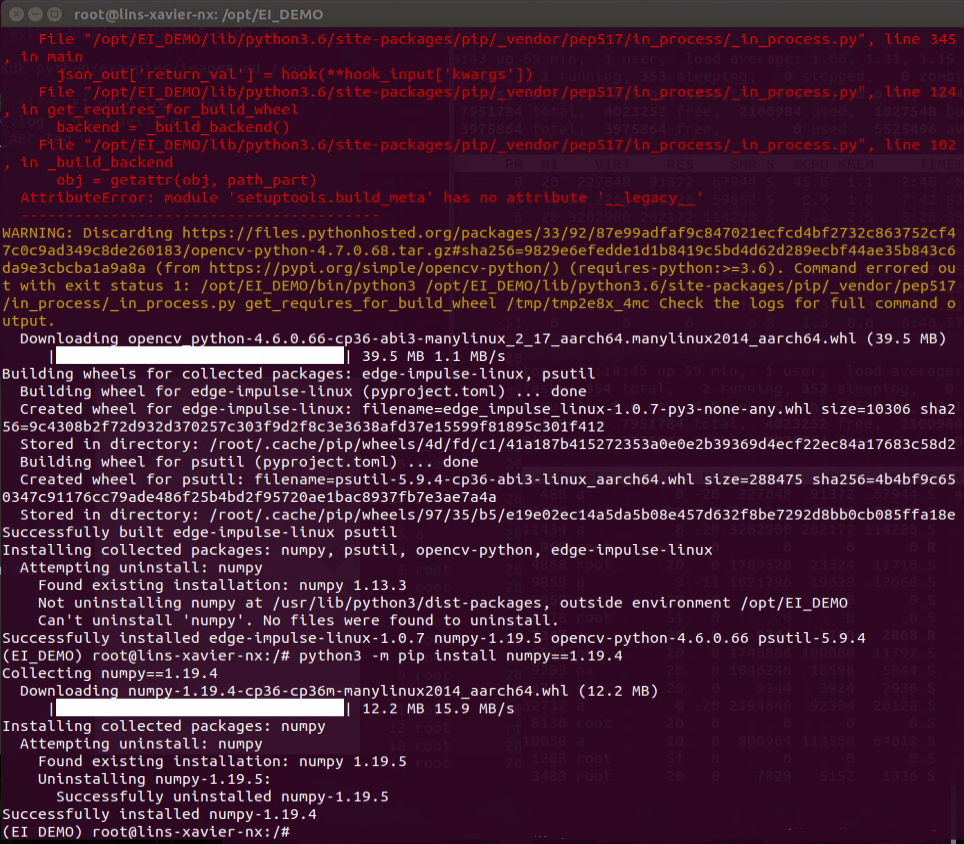 root@lins-xavier-nx: /opt/EI_DEMO
    File "/opt/EI_DEMO/lib/python3.6/site-packages/pip/_vendor/pep517/in_process/_in_process.py", line 345
, in main
      json_out['return_val'] = hook(**hook_input['kwargs'])
    File "/opt/EI_DEMO/lib/python3.6/site-packages/pip/_vendor/pep517/in_process/_in_process.py", line 124
, in get_requires_for_build_wheel
      backend = _build_backend()
    File "/opt/EI_DEMO/lib/python3.6/site-packages/pip/_vendor/pep517/in_process/_in_process.py", line 102
, in _build_backend
      obj = getattr(obj, path_part)
  AttributeError: module 'setuptools.build_meta' has no attribute '__legacy__'
  ----------------------------------------
WARNING: Discarding https://files.pythonhosted.org/packages/33/92/87e99adfaf9c847021ecfcd4bf2732c863752cf4
7c0c9ad349c8de260183/opencv-python-4.7.0.68.tar.gz#sha256=9829e6efedde1d1b8419c5bd4d62d289ecbf44ae35b843c6
da9e3cbcba1a9a8a (from https://pypi.org/simple/opencv-python/) (requires-python:>=3.6). Command errored ou
t with exit status 1: /opt/EI_DEMO/bin/python3 /opt/EI_DEMO/lib/python3.6/site-packages/pip/_vendor/pep517
/in_process/_in_process.py get_requires_for_build_wheel /tmp/tmp2e8x_4mc Check the logs for full command o
utput.
  Downloading opencv_python-4.6.0.66-cp36-abi3-manylinux_2_17_aarch64.manylinux2014_aarch64.whl (39.5 MB)
     | | 39.5 MB 1.1 MB/s
Building wheels for collected packages: edge-impulse-linux, psutil
  Building wheel for edge-impulse-linux (pyproject.toml) ... done
  Created wheel for edge-impulse-linux: filename=edge_impulse_linux-1.0.7-py3-none-any.whl size=10306 sha2
56=9c4308b2f72d932d370257c303f9d2f8c3e3638afd37e15599f81895c301f412
  Stored in directory: /root/.cache/pip/wheels/4d/fd/c1/41a187b415272353a0e0e2b39369d4ecf22ec84a17683c58d2
  Building wheel for psutil (pyproject.toml) ... done
  Created wheel for psutil: filename=psutil-5.9.4-cp36-abi3-linux_aarch64.whl size=288475 sha256=4b4bf9c65
0347c91176cc79ade486f25b4bd2f95720ae1bac8937fb7e3ae7a4a
  Stored in directory: /root/.cache/pip/wheels/97/35/b5/e19e02ec14a5da5b08e457d632f8be7292d8bb0cb085ffa18e
Successfully built edge-impulse-linux psutil
Installing collected packages: numpy, psutil, opencv-python, edge-impulse-linux
  Attempting uninstall: numpy
    Found existing installation: numpy 1.13.3
    Not uninstalling numpy at /usr/lib/python3/dist-packages, outside environment /opt/EI_DEMO
    Can't uninstall 'numpy'. No files were found to uninstall.
Successfully installed edge-impulse-linux-1.0.7 numpy-1.19.5 opencv-python-4.6.0.66 psutil-5.9.4
(EI_DEMO) root@lins-xavier-nx:/# python3 -m pip install numpy==1.19.4
Collecting numpy==1.19.4
  Downloading numpy-1.19.4-cp36-cp36m-manylinux2014_aarch64.whl (12.2 MB)
     | | 12.2 MB 15.9 MB/s
Installing collected packages: numpy
  Attempting uninstall: numpy
    Found existing installation: numpy 1.19.5
    Uninstalling numpy-1.19.5:
      Successfully uninstalled numpy-1.19.5
Successfully installed numpy-1.19.4
(EI_DEMO) root@lins-xavier-nx:/#